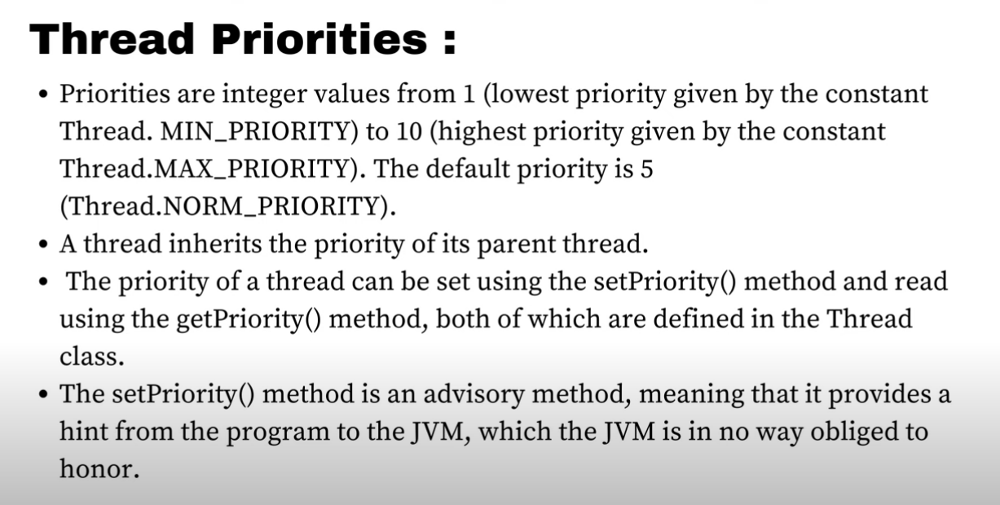 Thread Priorities :
• Priorities are integer values from 1 (lowest priority given by the constant
Thread. MIN_PRIORITY) to 10 (highest priority given by the constant
Thread.MAX_PRIORITY). The default priority is 5
(Thread.NORM_PRIORITY).
• A thread inherits the priority of its parent thread.
• The priority of a thread can be set using the setPriority() method and read
using the getPriority() method, both of which are defined in the Thread
class.
• The setPriority() method is an advisory method, meaning that it provides a
hint from the program to the JVM, which the JVM is in no way obliged to
honor.